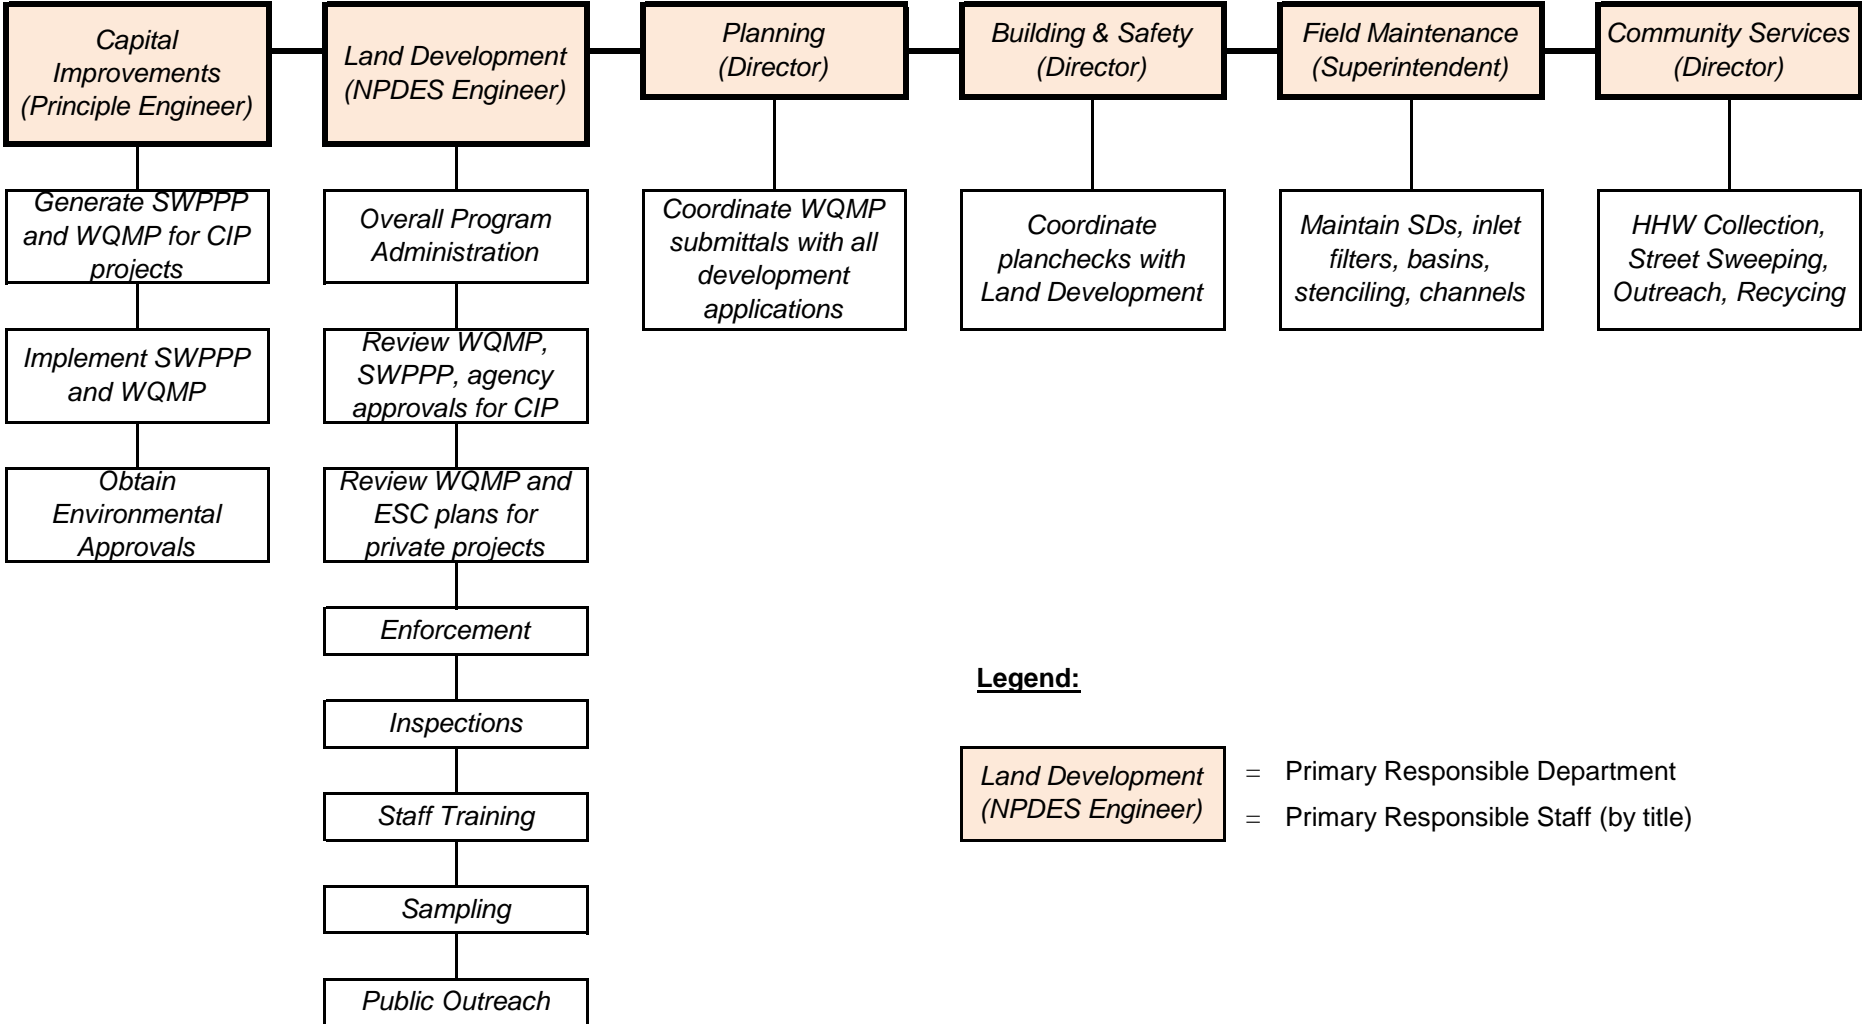 Capital
Improvements
(Principle Engineer)
Land Development
(NPDES Engineer)
Planning
(Director)
Building & Safety
(Director)
Field Maintenance
(Superintendent)
Community Services
(Director)
Generate SWPPP
and WQMP for CIP
projects
Implement SWPPP
and WQMP
Obtain
Environmental
Approvals
Overall Program
Administration
Review WQMP,
SWPPP, agency
approvals for CIP
Review WQMP and
ESC plans for
private projects
Enforcement
Inspections
Staff Training
Sampling
Public Outreach
Coordinate WQMP
submittals with all
development
applications
Coordinate
planchecks with
Land Development
Maintain SDs, inlet
filters, basins,
stenciling, channels
HHW Collection,
Street Sweeping,
Outreach, Recycing
Legend:
Land Development
(NPDES Engineer)
= Primary Responsible Department
= Primary Responsible Staff (by title)